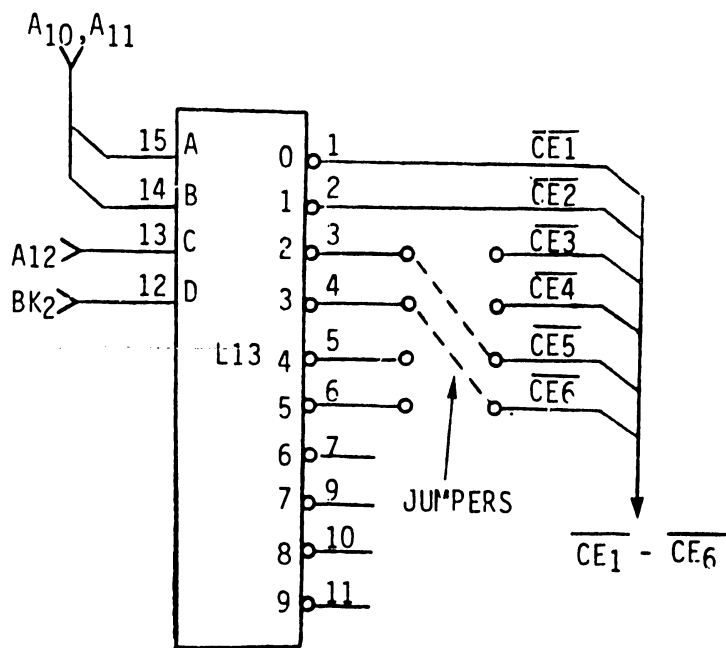 A10,A11
15 A 0 1 CE1
14 B 1 2 CE2
A12 13 C 2 3 CE3
BK2 12 D 3 4 CE4
L13 4 5 CE5
5 6 CE6
6 7
7 9 JUMPERS
8 10 CE1 - CE6
9 11